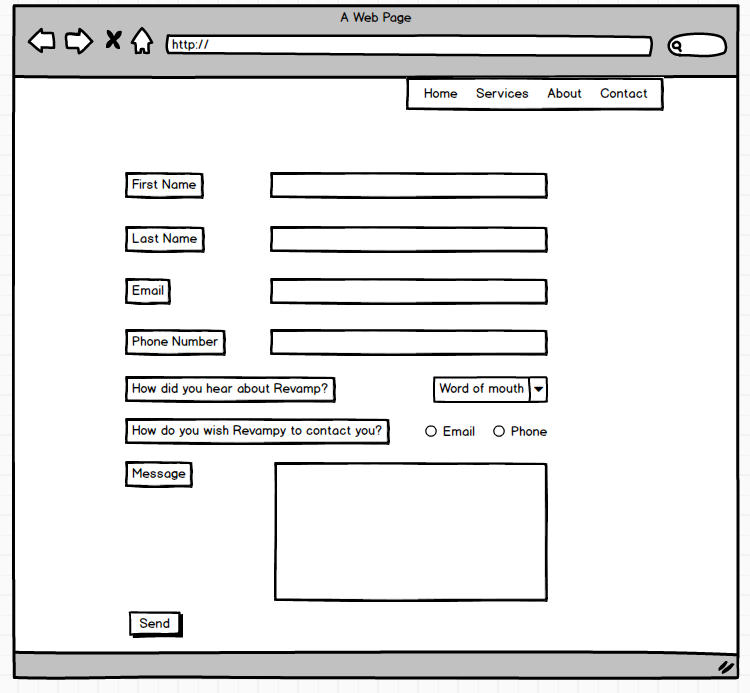 A Web Page
http://
Home Services About Contact
First Name
Last Name
Email
Phone Number
How did you hear about Revamp? Word of mouth
How do you wish Revampy to contact you? Email Phone
Message
Send